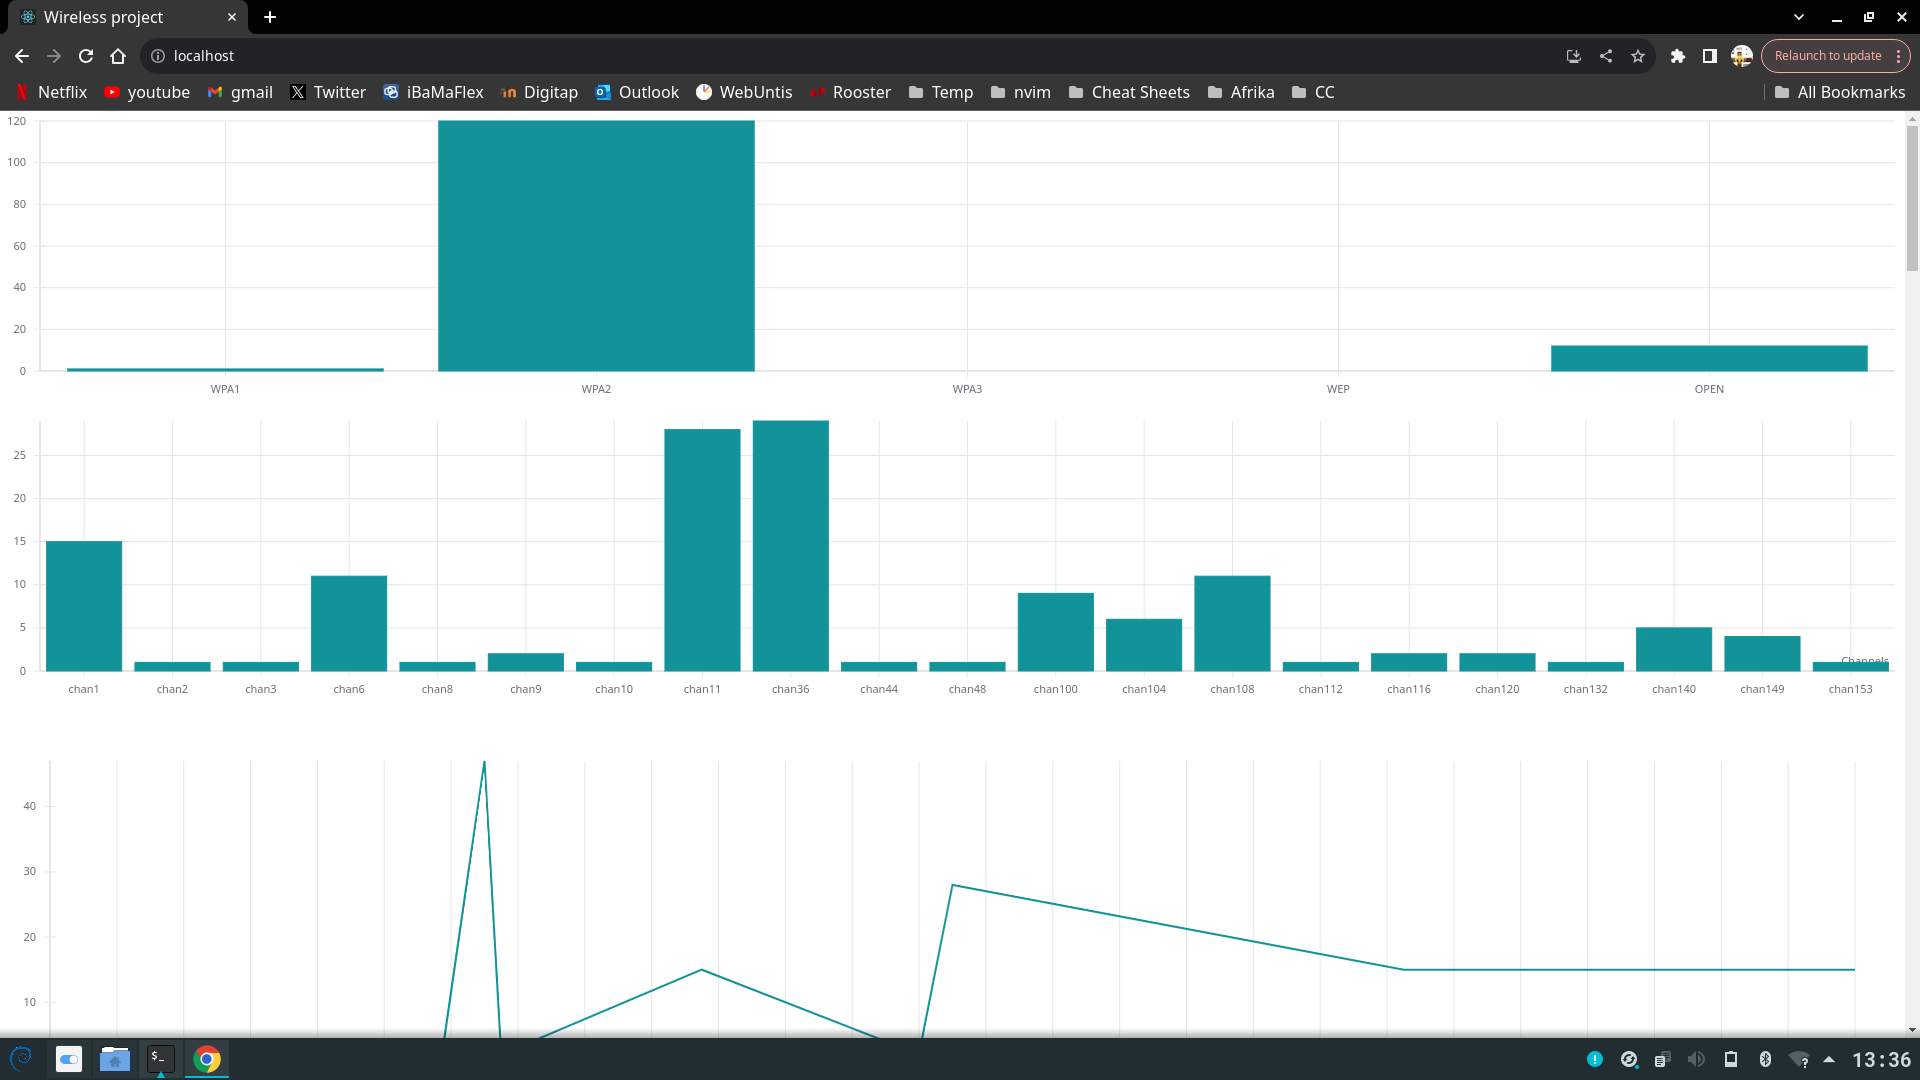 Wireless project
localhost
Relaunch to update
Netflix youtube gmail Twitter iBaMaFlex Digitap Outlook WebUntis Rooster Temp nvim Cheat Sheets Afrika CC All Bookmarks
120
100
80
60
40
20
0
WPA1 WPA2 WPA3 WEP OPEN
25
20
15
10
5
0
Channels
chan1 chan2 chan3 chan6 chan8 chan9 chan10 chan11 chan36 chan44 chan48 chan100 chan104 chan108 chan112 chan116 chan120 chan132 chan140 chan149 chan153
40
30
20
10
$_
13:36